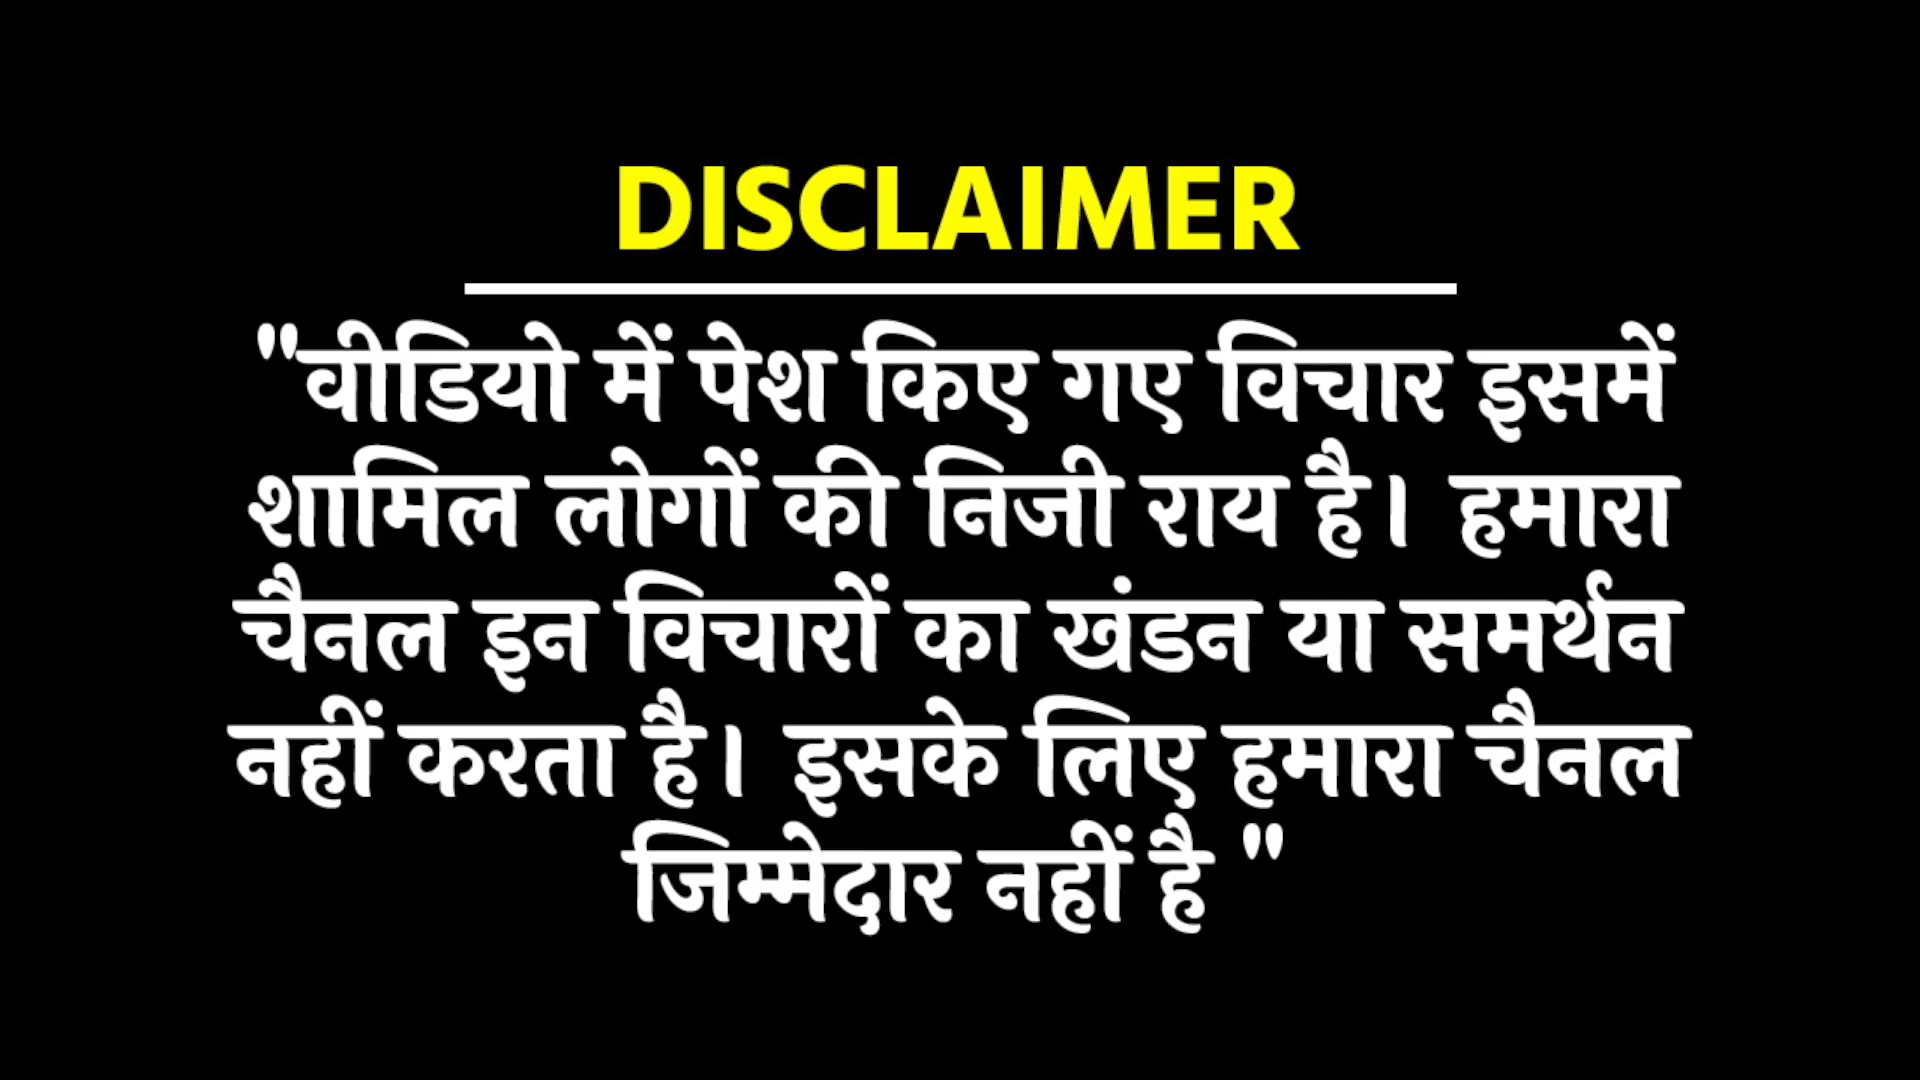 DISCLAIMER
"वीडियो में पेश किए गए विचार इसमें
शामिल लोगों की निजी राय है। हमारा
चैनल इन विचारों का खंडन या समर्थन
नहीं करता है। इसके लिए हमारा चैनल
जिम्मेदार नहीं है "